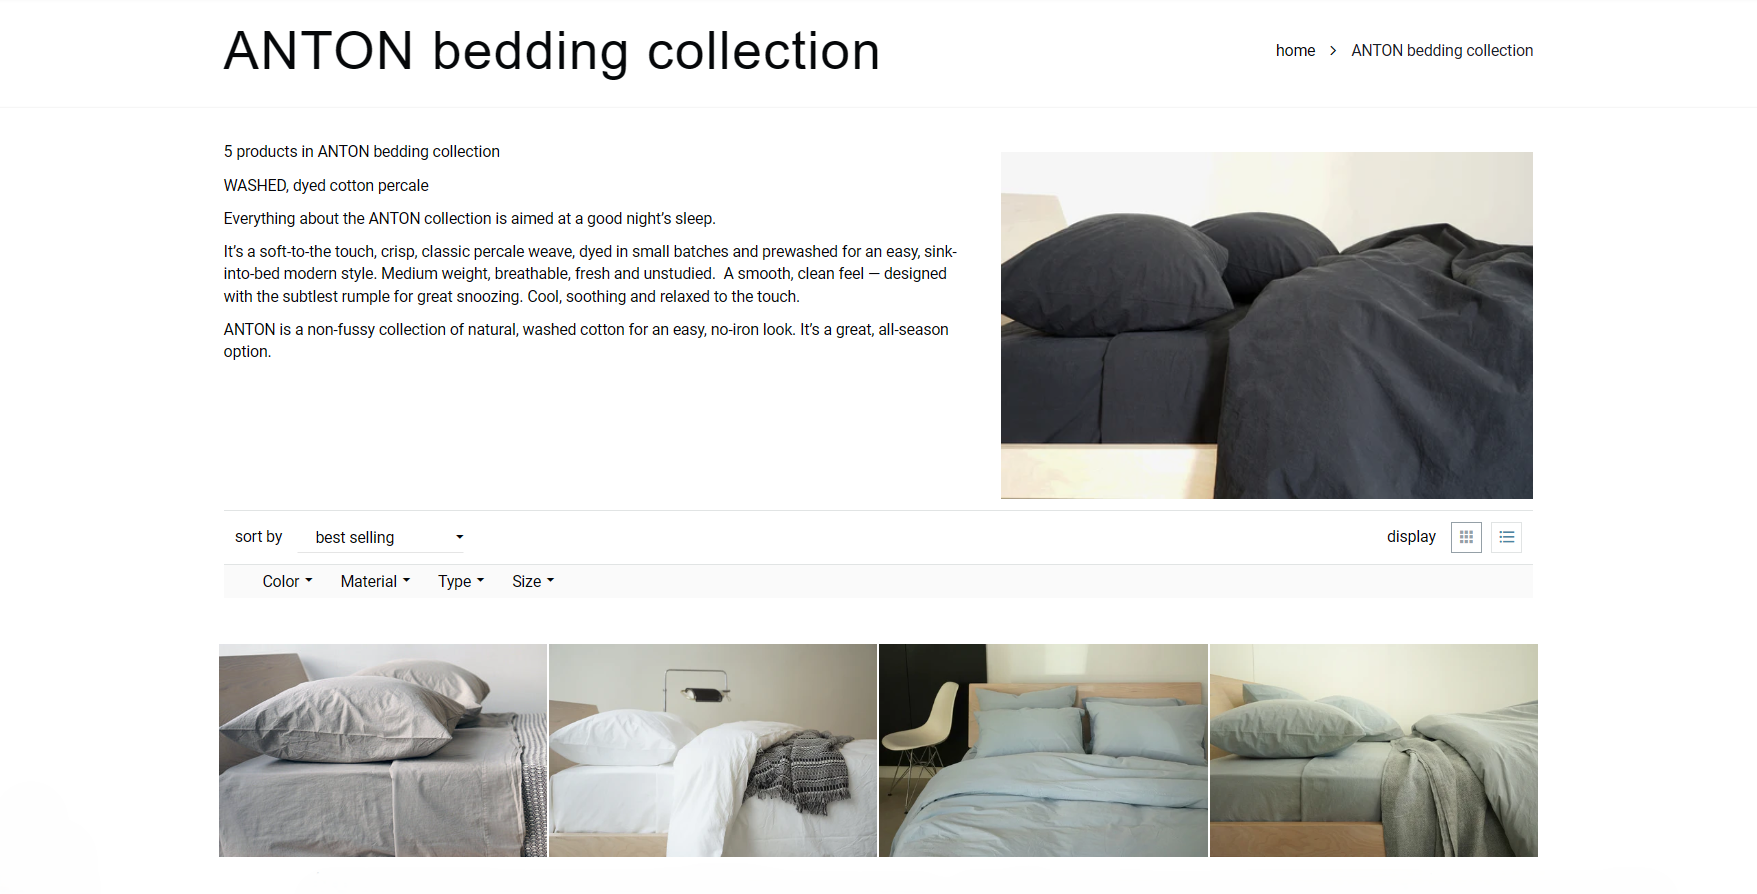 ANTON bedding collection
home > ANTON bedding collection
5 products in ANTON bedding collection
WASHED, dyed cotton percale
Everything about the ANTON collection is aimed at a good night’s sleep.
It’s a soft-to-the touch, crisp, classic percale weave, dyed in small batches and prewashed for an easy, sink-
into-bed modern style. Medium weight, breathable, fresh and unstudied.  A smooth, clean feel — designed
with the subtlest rumple for great snoozing. Cool, soothing and relaxed to the touch.
ANTON is a non-fussy collection of natural, washed cotton for an easy, no-iron look. It’s a great, all-season
option.
sort by best selling display
Color Material Type Size